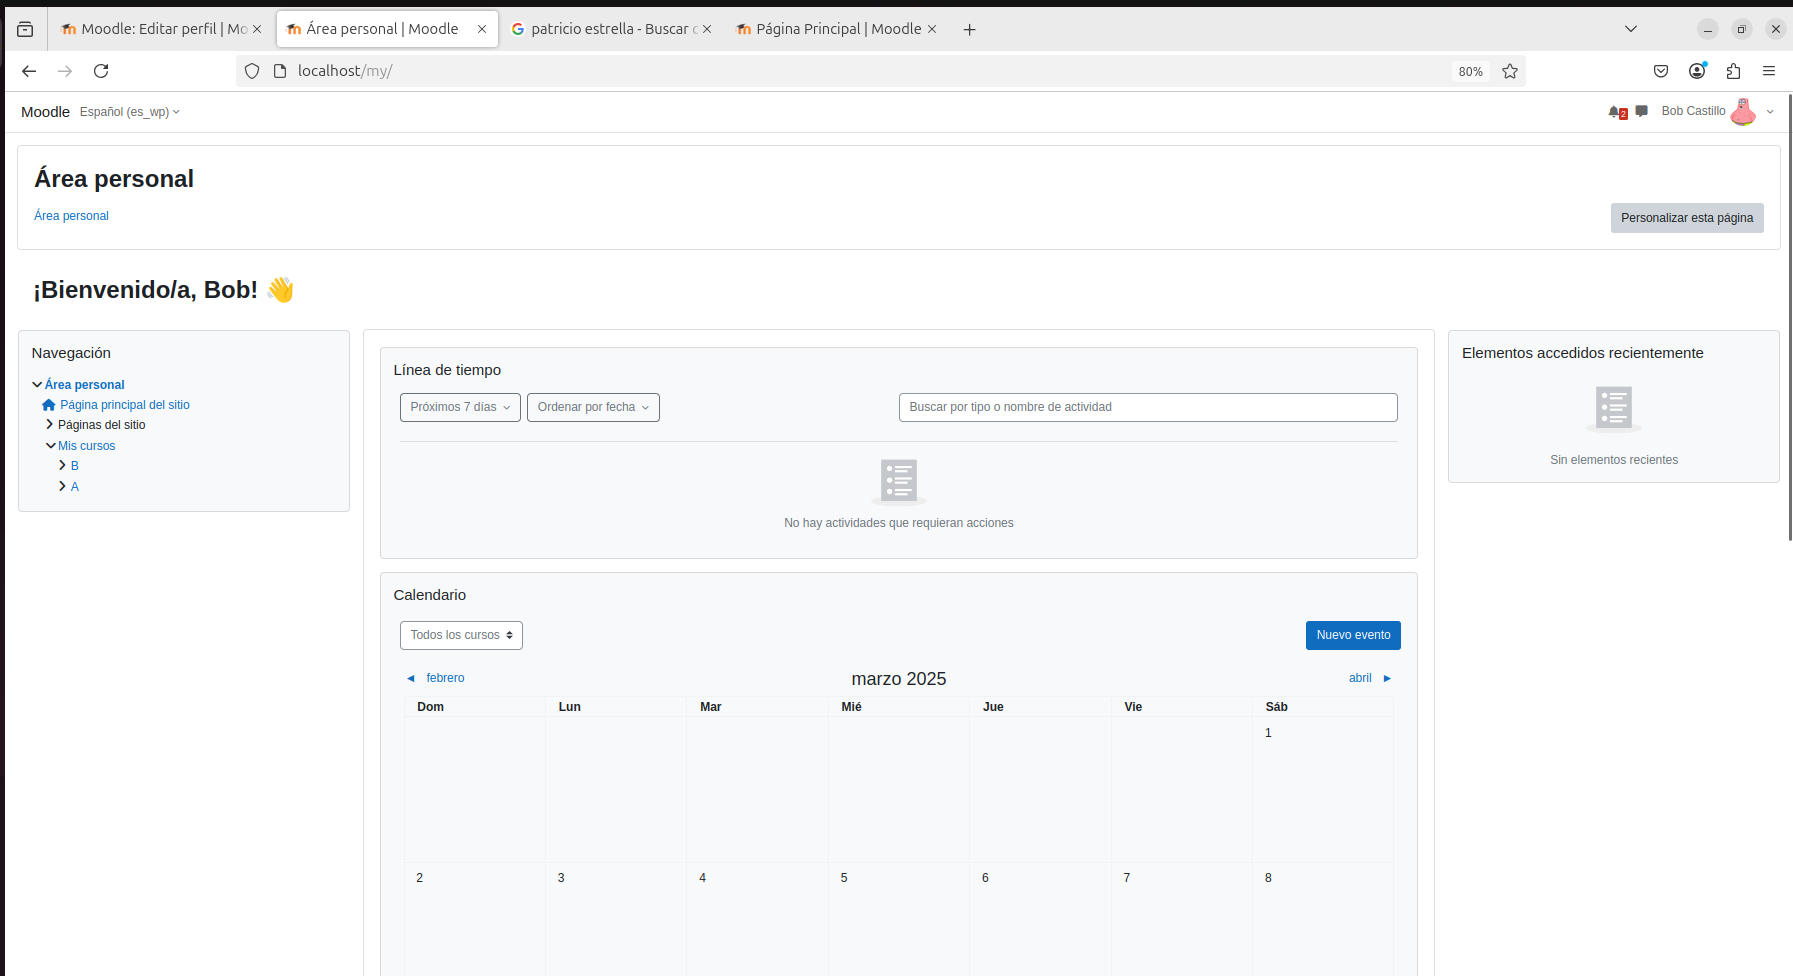 Moodle: Editar perfil | Mo
Área personal | Moodle
patricio estrella - Buscar c
Página Principal | Moodle
localhost/my/
80%
Moodle
Español (es_wp)
2
Bob Castillo
Área personal
Área personal
Personalizar esta página
¡Bienvenido/a, Bob! 👋
Navegación
Área personal
Página principal del sitio
Páginas del sitio
Mis cursos
B
A
Línea de tiempo
Próximos 7 días
Ordenar por fecha
Buscar por tipo o nombre de actividad
No hay actividades que requieran acciones
Elementos accedidos recientemente
Sin elementos recientes
Calendario
Todos los cursos
Nuevo evento
◄ febrero
marzo 2025
abril ►
Dom Lun Mar Mié Jue Vie Sáb
1
2 3 4 5 6 7 8